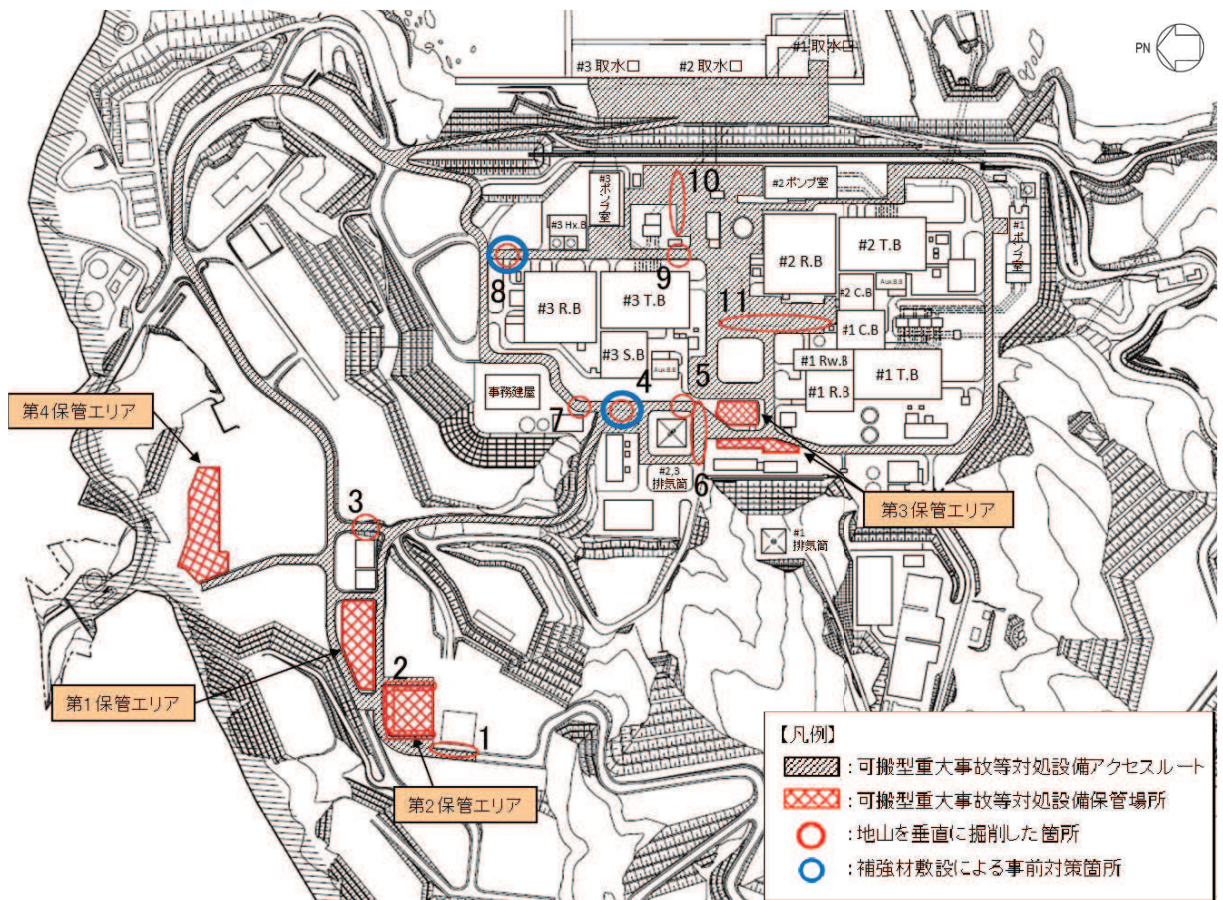 PN
#1取水口
#3取水口
#2取水口
#3ポンプ室
#2ポンプ室
#1ポンプ室
10
#3 Hx.B
#2 T.B
#2 R.B
8
9
#3 R.B
#3 T.B
11
Aux.B.B
#2 C.B
#1 C.B
#3 S.B
Aux.B.B
#1 Rw.B
#1 R.B
#1 T.B
4
5
事務建屋
7
第4保管エリア
#2,3
排気筒
6
第3保管エリア
3
#1
排気筒
第1保管エリア
2
1
第2保管エリア
【凡例】
:可搬型重大事故等対処設備アクセスルート
:可搬型重大事故等対処設備保管場所
:地山を垂直に掘削した箇所
:補強材敷設による事前対策箇所